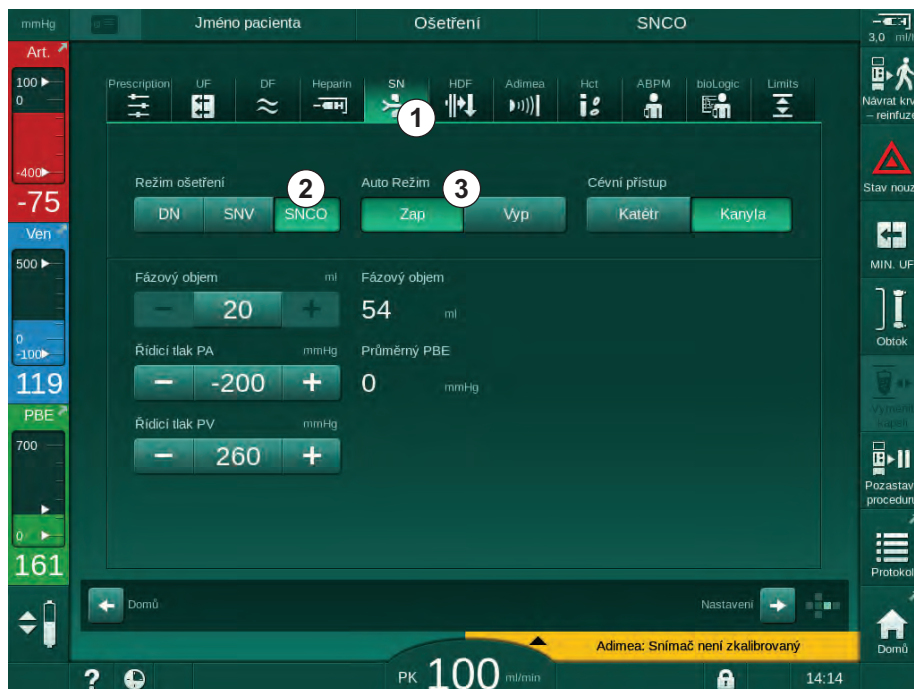 mmHg
Jméno pacienta
Ošetření
SNCO
3,0 ml/
Art.
100
0
-400
-75
Ven
500
0
-100
119
PBE
700
0
161
Prescription
UF
DF
Heparin
SN
HDF
Adimea
Hct
ABPM
bioLogic
Limits
1
Režim ošetření
2
Auto Režim
3
Cévní přístup
DN
SNV
SNCO
Zap
Vyp
Katétr
Kanyla
Fázový objem ml
20
Fázový objem
54 ml
Řídicí tlak PA mmHg
-200
Průměrný PBE
0 mmHg
Řídicí tlak PV mmHg
260
Návrat krv
– reinfuze
Stav nouz
MIN. UF
Obtok
Pozastav
proceduru
Protokol
Domů
Domů
Nastavení
Adimea: Snímač není zkalibrovaný
? PK 100 ml/min
14:14